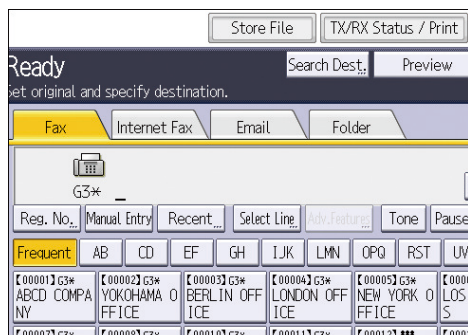 Store File TX/RX Status / Print
Ready Search Dest. Preview
Set original and specify destination.
Fax Internet Fax Email Folder
G3* _
Reg. No. Manual Entry Recent Select Line Adv.Features Tone Pause
Frequent AB CD EF GH IJK LMN OPQ RST UV
【00001】G3* 【00002】G3* 【00003】G3* 【00004】G3* 【00005】G3* 【000
ABCD COMPA YOKOHAMA O BERLIN OFF LONDON OFF NEW YORK O LOS
NY FFICE ICE ICE FFICE S